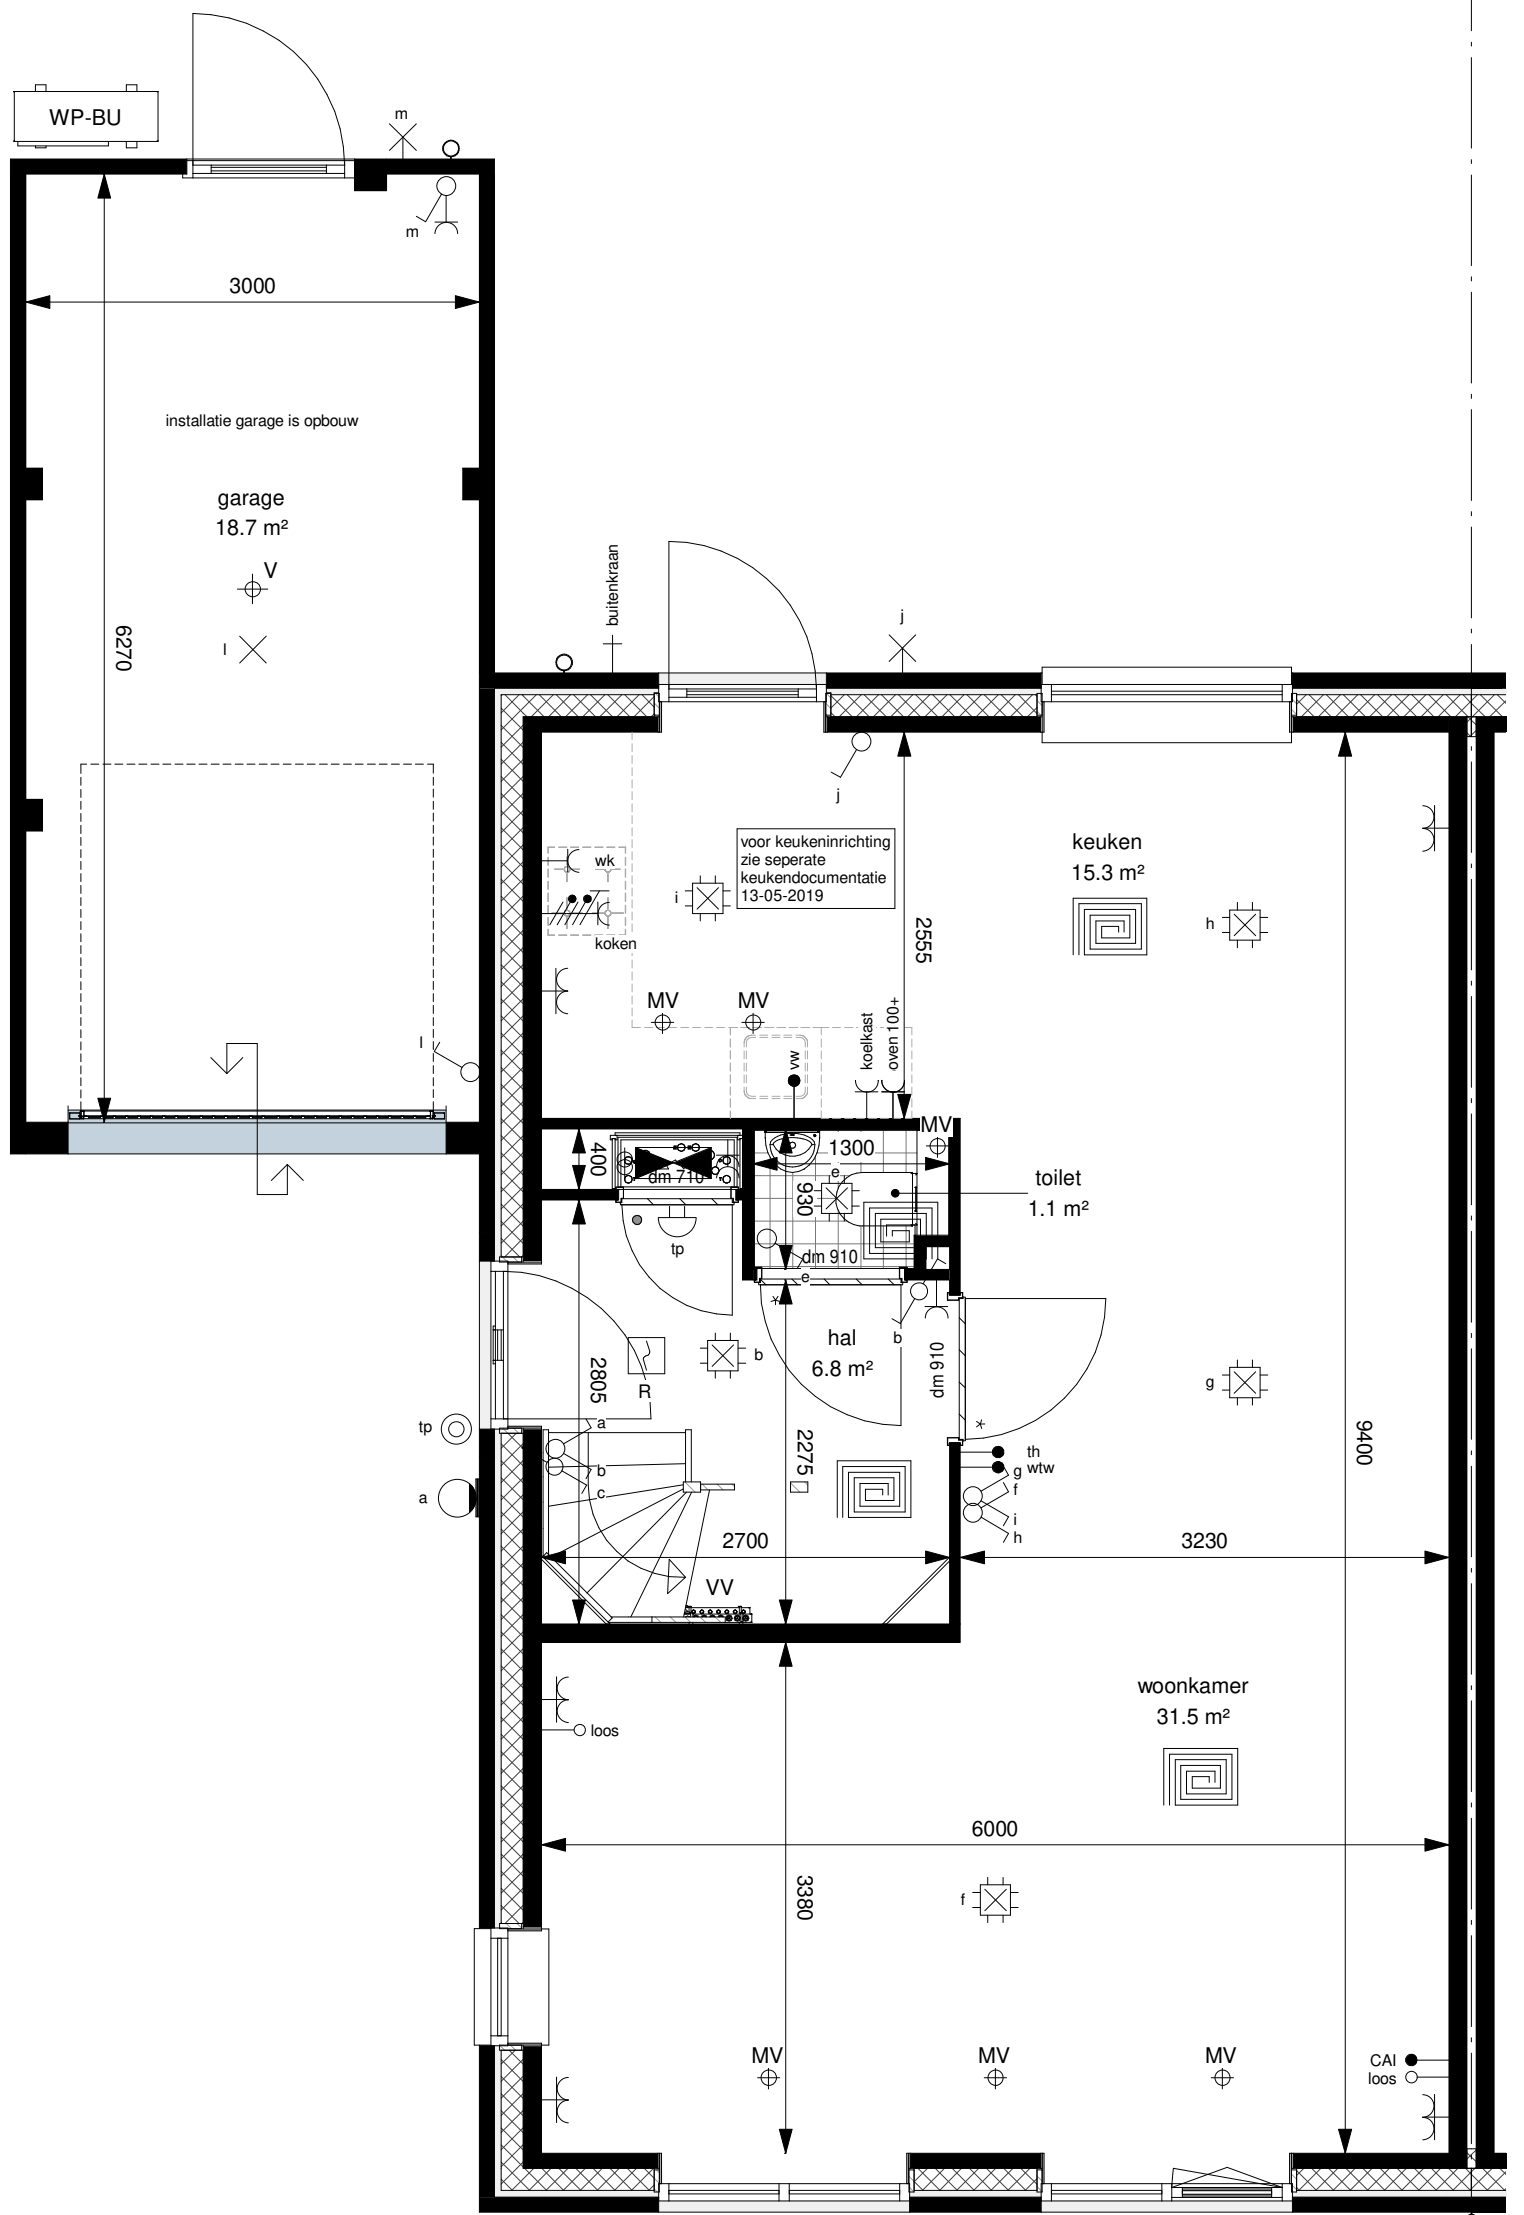 WP-BU
m
m
3000
installatie garage is opbouw
garage
18.7 m²
V
l
6270
buitenkraan
j
j
voor keukeninrichting
zie seperate
keukendocumentatie
13-05-2019
keuken
15.3 m²
wk
i
h
koken
2555
MV
MV
koelkast
oven 100+
vw
l
MV
400
dm 710
1300
e
930
toilet
1.1 m²
tp
dm 910
e
*
b
hal
6.8 m²
dm 910
b
R
2805
g
a
tp
*
2275
9400
th
wtw
b
c
g
f
a
i
h
2700
3230
VV
woonkamer
31.5 m²
loos
6000
3380
f
MV
MV
MV
CAI
loos